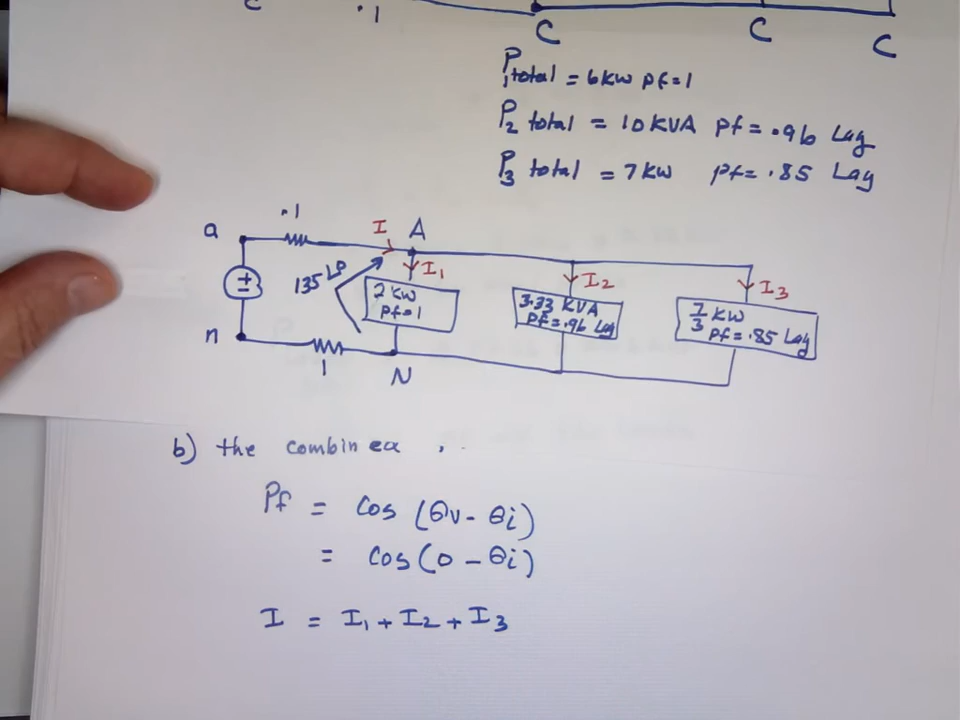 c
.1
C C C
P1 total = 6kW pf=1
P2 total = 10KVA pf = .96 Lag
P3 total = 7kW pf= .85 Lag
.1 I A
a
135 I1 I2 I3
2 KW
pf=1
3.33 KVA
pf=.96 Lag
7/3 KW
pf=.85 Lag
n
1 N
b) the combined
Pf = cos (θv - θi)
= cos (0 - θi)
I = I1 + I2 + I3